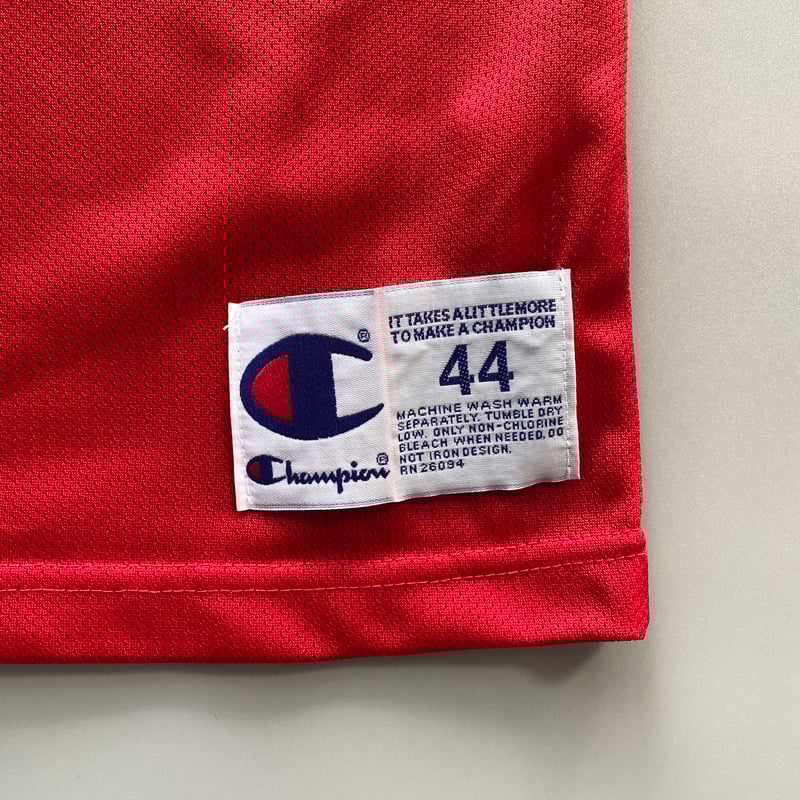 C®
Champion®
IT TAKES A LITTLE MORE
TO MAKE A CHAMPION
44
MACHINE WASH WARM
SEPARATELY. TUMBLE DRY
LOW. ONLY NON-CHLORINE
BLEACH WHEN NEEDED. DO
NOT IRON DESIGN.
RN 26094